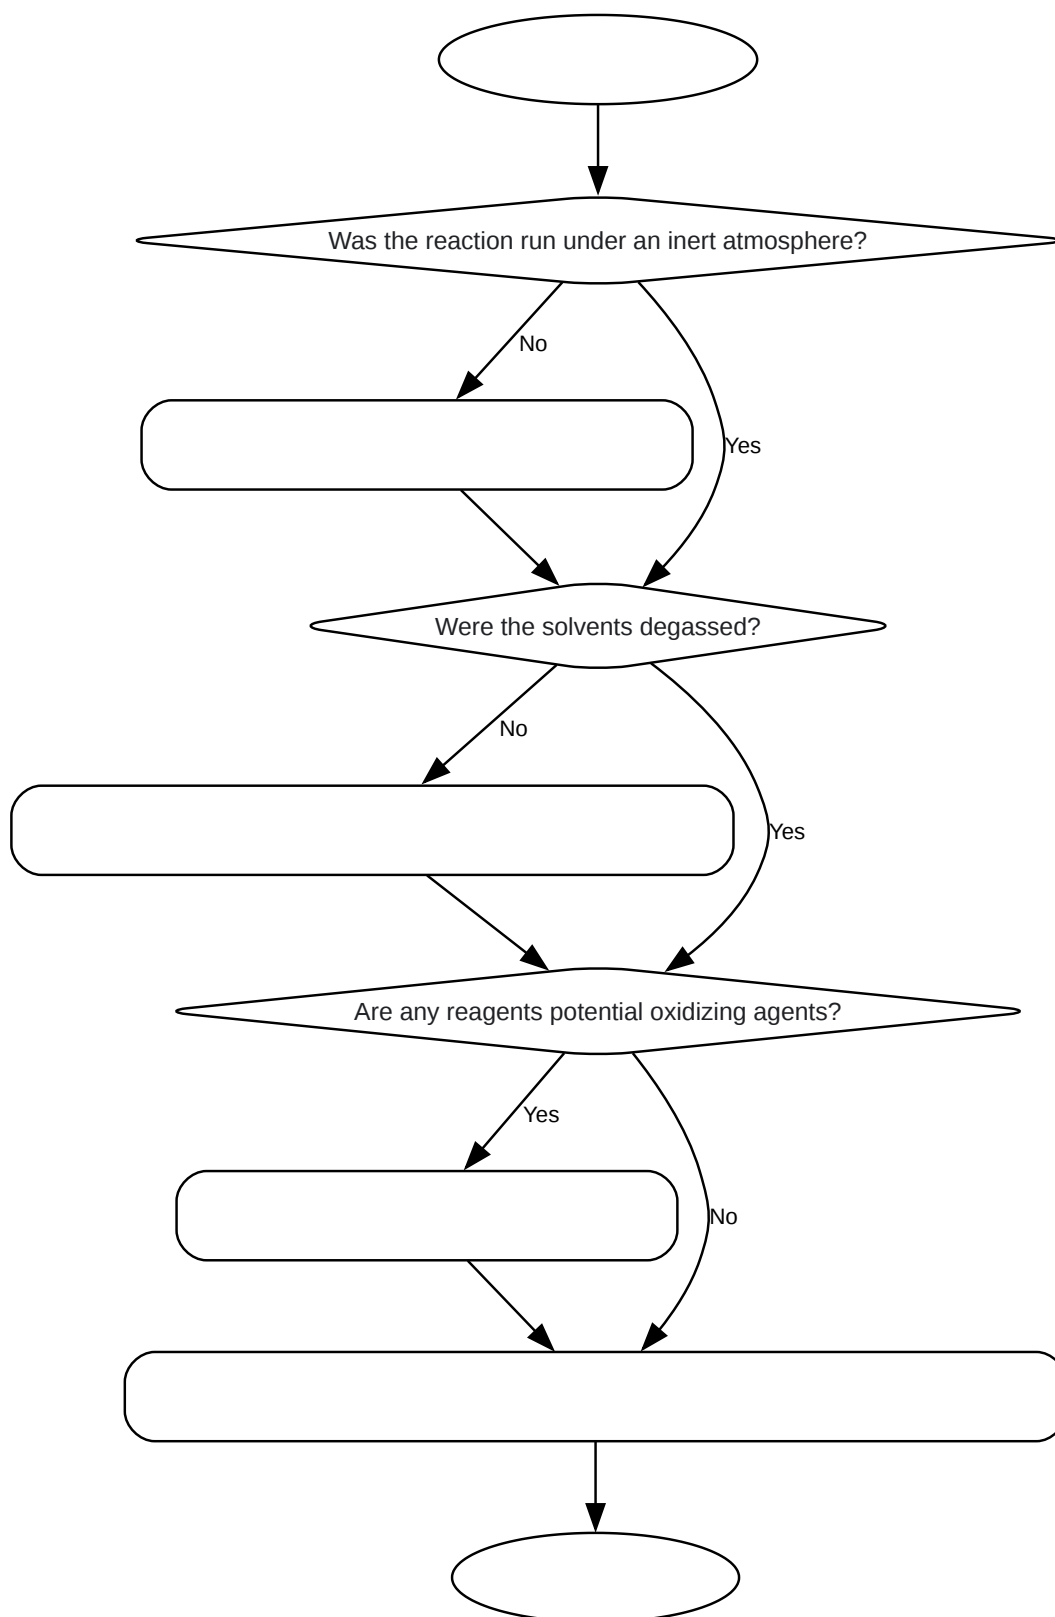 Was the reaction run under an inert atmosphere?
No
Yes
Were the solvents degassed?
No
Yes
Are any reagents potential oxidizing agents?
Yes
No